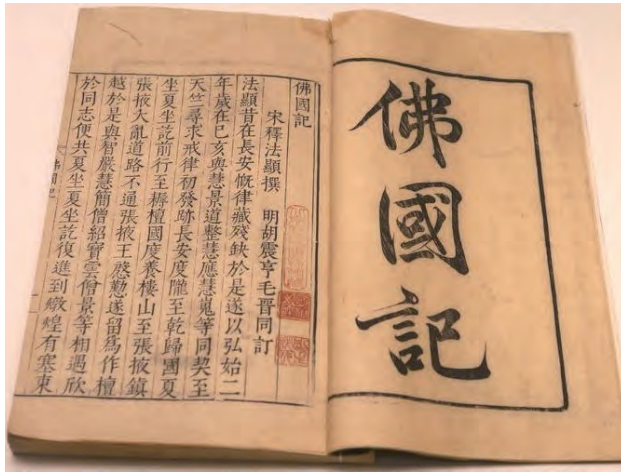 佛國記
佛國記
宋釋法顯撰 明胡震亨毛晉同訂
法顯昔在長安慨律藏殘缺於是遂以弘始二
年歲在已亥與慧景道整慧應慧嵬等同契至
天竺尋求戒律初發跡長安度隴至乾歸國夏
坐夏坐訖前行至耨檀國度養樓山至張掖鎮
張掖大亂道路不通張掖王慇懃遂留爲作檀
越於是與智嚴慧簡僧紹寶雲僧景等相遇欣
於同志便共夏坐夏坐訖復進到燉煌有塞東
佛國記